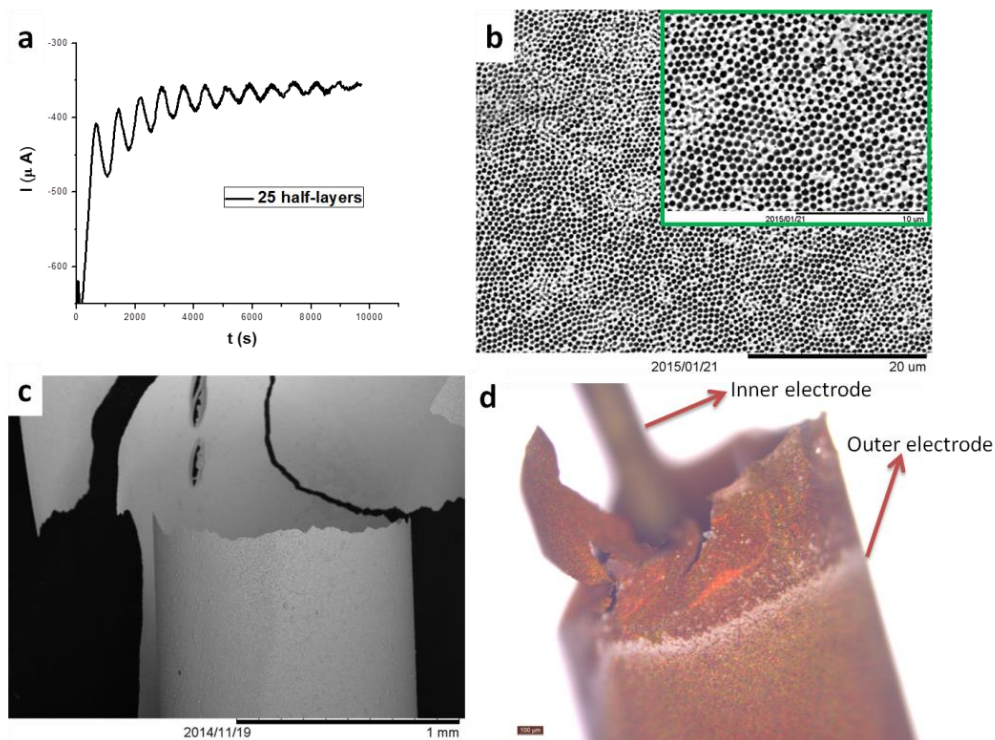 a
-300
-400
-500
-600
I (μ A)
25 half-layers
0
2000
4000
6000
8000
10000
t (s)
b
2015/01/21
10 um
2015/01/21
20 um
c
2014/11/19
1 mm
d
Inner electrode
Outer electrode
100 µm